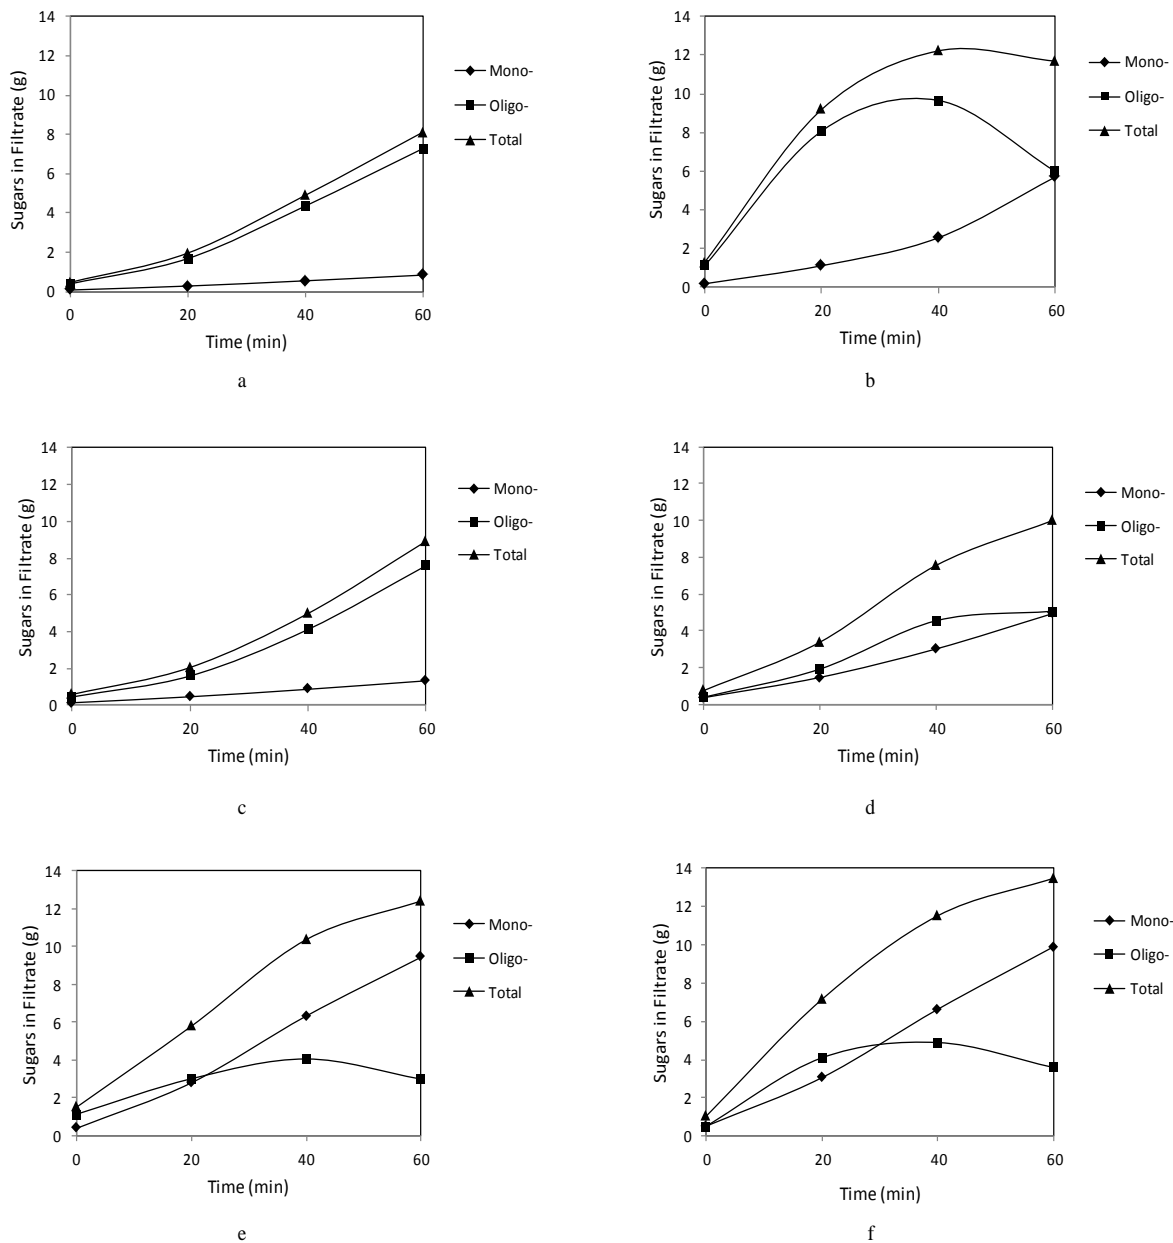 14
12
10
8
6
4
2
0
Sugars in Filtrate (g)
0 20 40 60
Time (min)
Mono-
Oligo-
Total
a
14
12
10
8
6
4
2
0
Sugars in Filtrate (g)
0 20 40 60
Time (min)
Mono-
Oligo-
Total
b
14
12
10
8
6
4
2
0
Sugars in Filtrate (g)
0 20 40 60
Time (min)
Mono-
Oligo-
Total
c
14
12
10
8
6
4
2
0
Sugars in Filtrate (g)
0 20 40 60
Time (min)
Mono-
Oligo-
Total
d
14
12
10
8
6
4
2
0
Sugars in Filtrate (g)
0 20 40 60
Time (min)
Mono-
Oligo-
Total
e
14
12
10
8
6
4
2
0
Sugars in Filtrate (g)
0 20 40 60
Time (min)
Mono-
Oligo-
Total
f